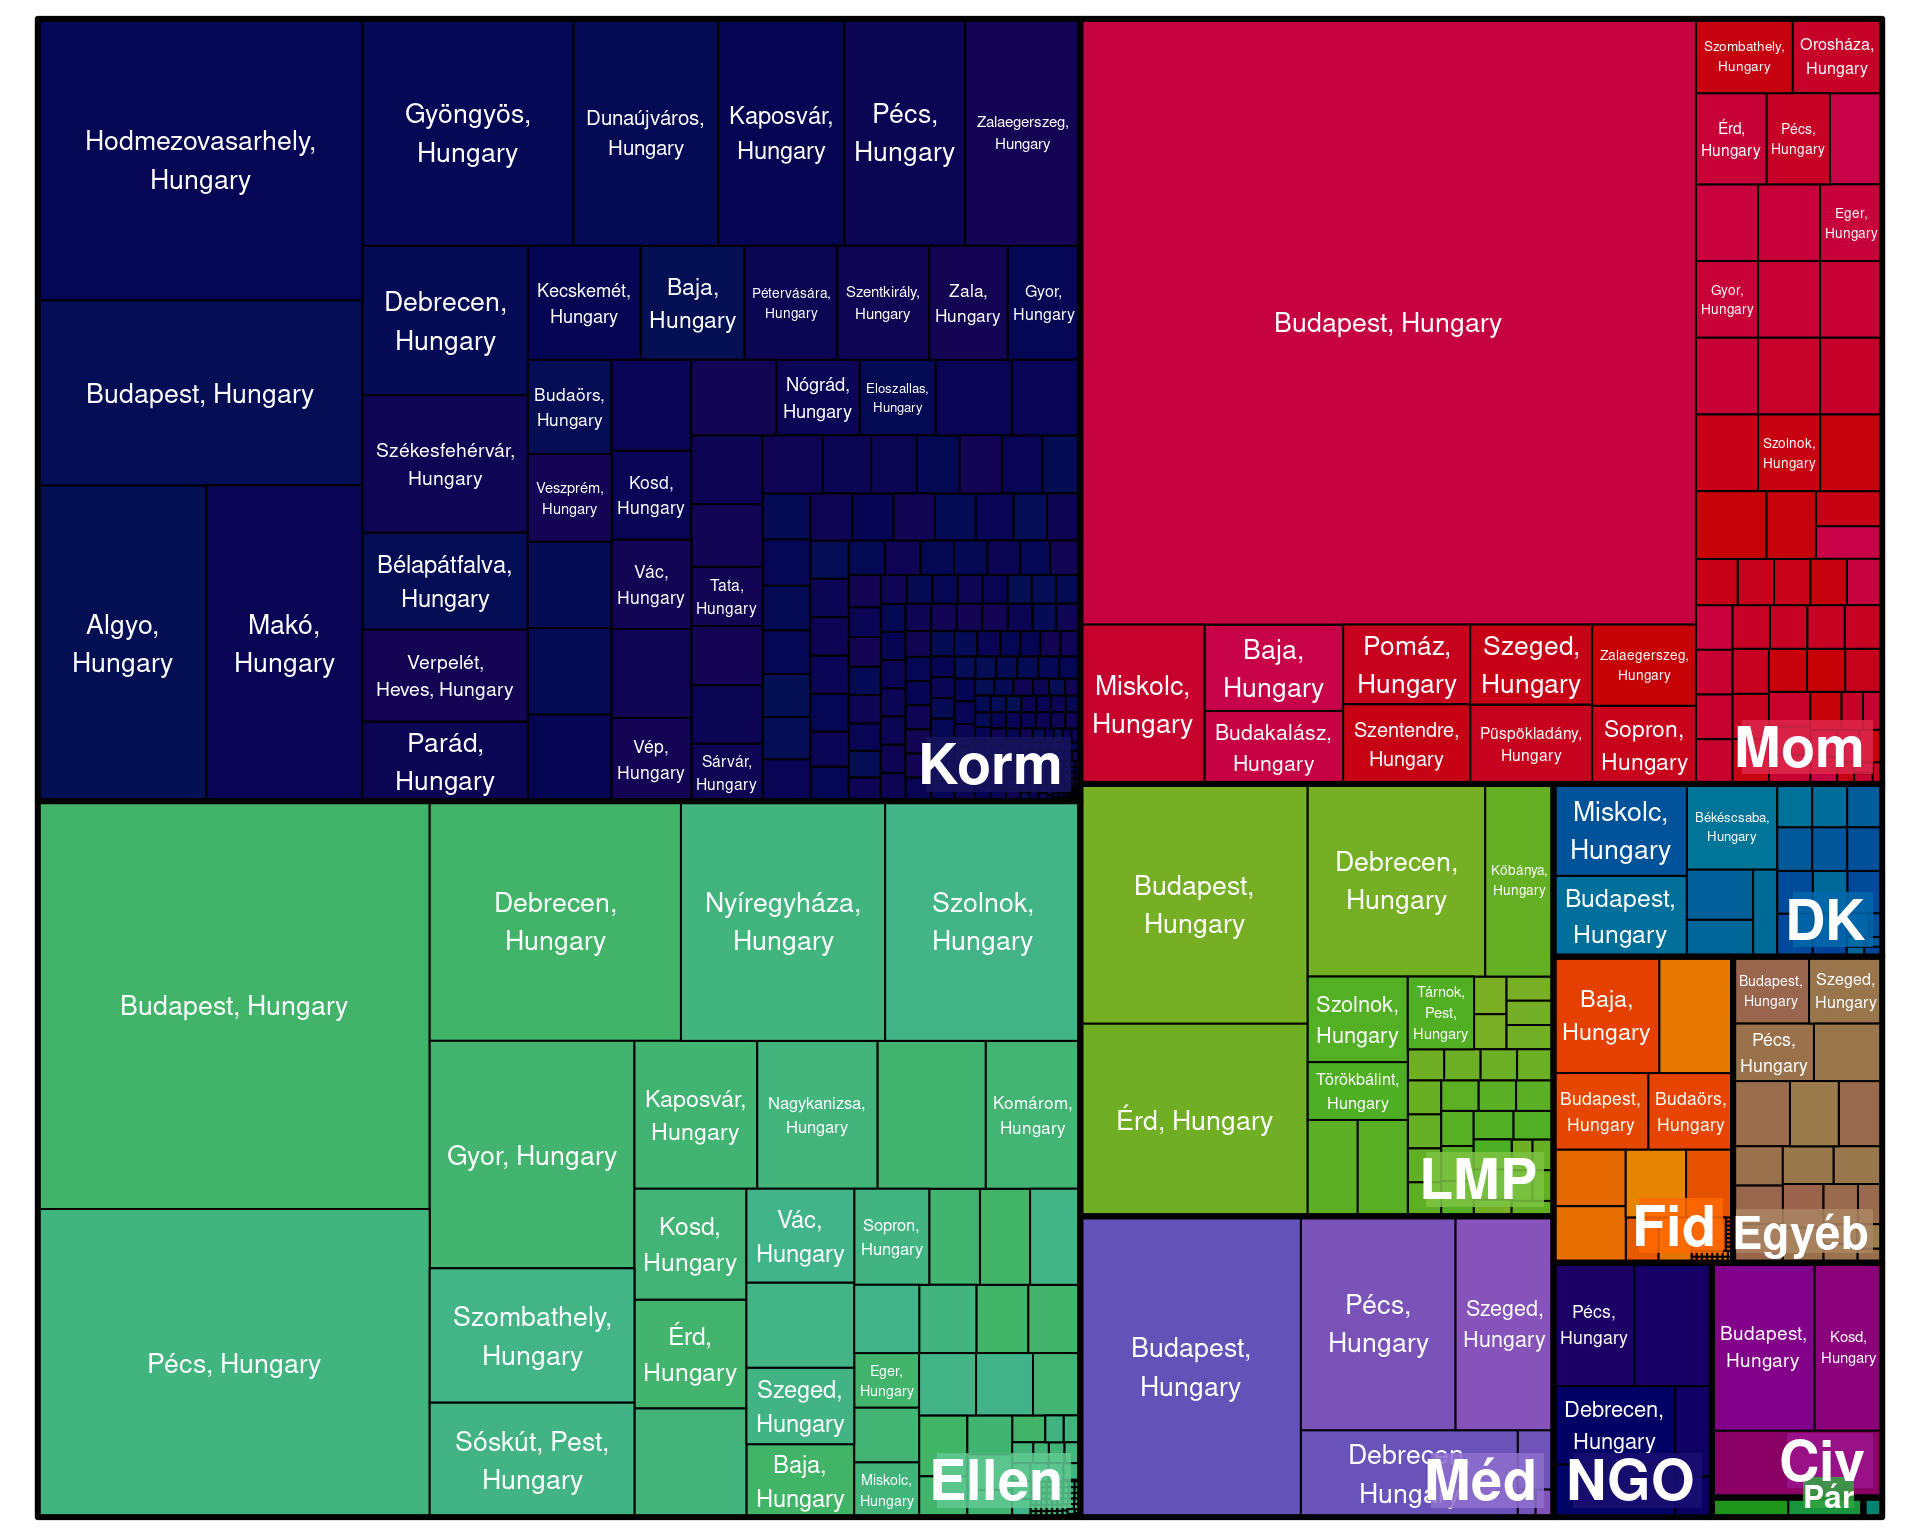 Hodmezovasarhely,
Hungary
Budapest, Hungary
Algyo,
Hungary
Makó,
Hungary
Gyöngyös,
Hungary
Dunaújváros,
Hungary
Kaposvár,
Hungary
Pécs,
Hungary
Zalaegerszeg,
Hungary
Debrecen,
Hungary
Székesfehérvár,
Hungary
Bélapátfalva,
Hungary
Verpelét,
Heves, Hungary
Parád,
Hungary
Kecskemét,
Hungary
Baja,
Hungary
Pétervására,
Hungary
Szentkirály,
Hungary
Zala,
Hungary
Gyor,
Hungary
Budaörs,
Hungary
Veszprém,
Hungary
Kosd,
Hungary
Vác,
Hungary
Vép,
Hungary
Nógrád,
Hungary
Eloszallas,
Hungary
Tata,
Hungary
Sárvár,
Hungary
Korm
Budapest, Hungary
Miskolc,
Hungary
Baja,
Hungary
Budakalász,
Hungary
Pomáz,
Hungary
Szentendre,
Hungary
Szeged,
Hungary
Püspökladány,
Hungary
Zalaegerszeg,
Hungary
Sopron,
Hungary
Szombathely,
Hungary
Orosháza,
Hungary
Érd,
Hungary
Pécs,
Hungary
Eger,
Hungary
Gyor,
Hungary
Szolnok,
Hungary
Mom
Budapest, Hungary
Pécs, Hungary
Debrecen,
Hungary
Nyíregyháza,
Hungary
Szolnok,
Hungary
Gyor, Hungary
Szombathely,
Hungary
Sóskút, Pest,
Hungary
Kaposvár,
Hungary
Nagykanizsa,
Hungary
Komárom,
Hungary
Kosd,
Hungary
Érd,
Hungary
Vác,
Hungary
Szeged,
Hungary
Baja,
Hungary
Sopron,
Hungary
Eger,
Hungary
Miskolc,
Hungary
Ellen
Budapest,
Hungary
Érd, Hungary
Debrecen,
Hungary
Kőbánya,
Hungary
Szolnok,
Hungary
Törökbálint,
Hungary
Tárnok,
Pest,
Hungary
LMP
Budapest,
Hungary
Pécs,
Hungary
Szeged,
Hungary
Debrecen,
Hungary
Méd
Miskolc,
Hungary
Budapest,
Hungary
Békéscsaba,
Hungary
DK
Baja,
Hungary
Budapest,
Hungary
Budaörs,
Hungary
Fid
Budapest,
Hungary
Szeged,
Hungary
Pécs,
Hungary
Egyéb
Pécs,
Hungary
Debrecen,
Hungary
NGO
Budapest,
Hungary
Kosd,
Hungary
Civ
Pár